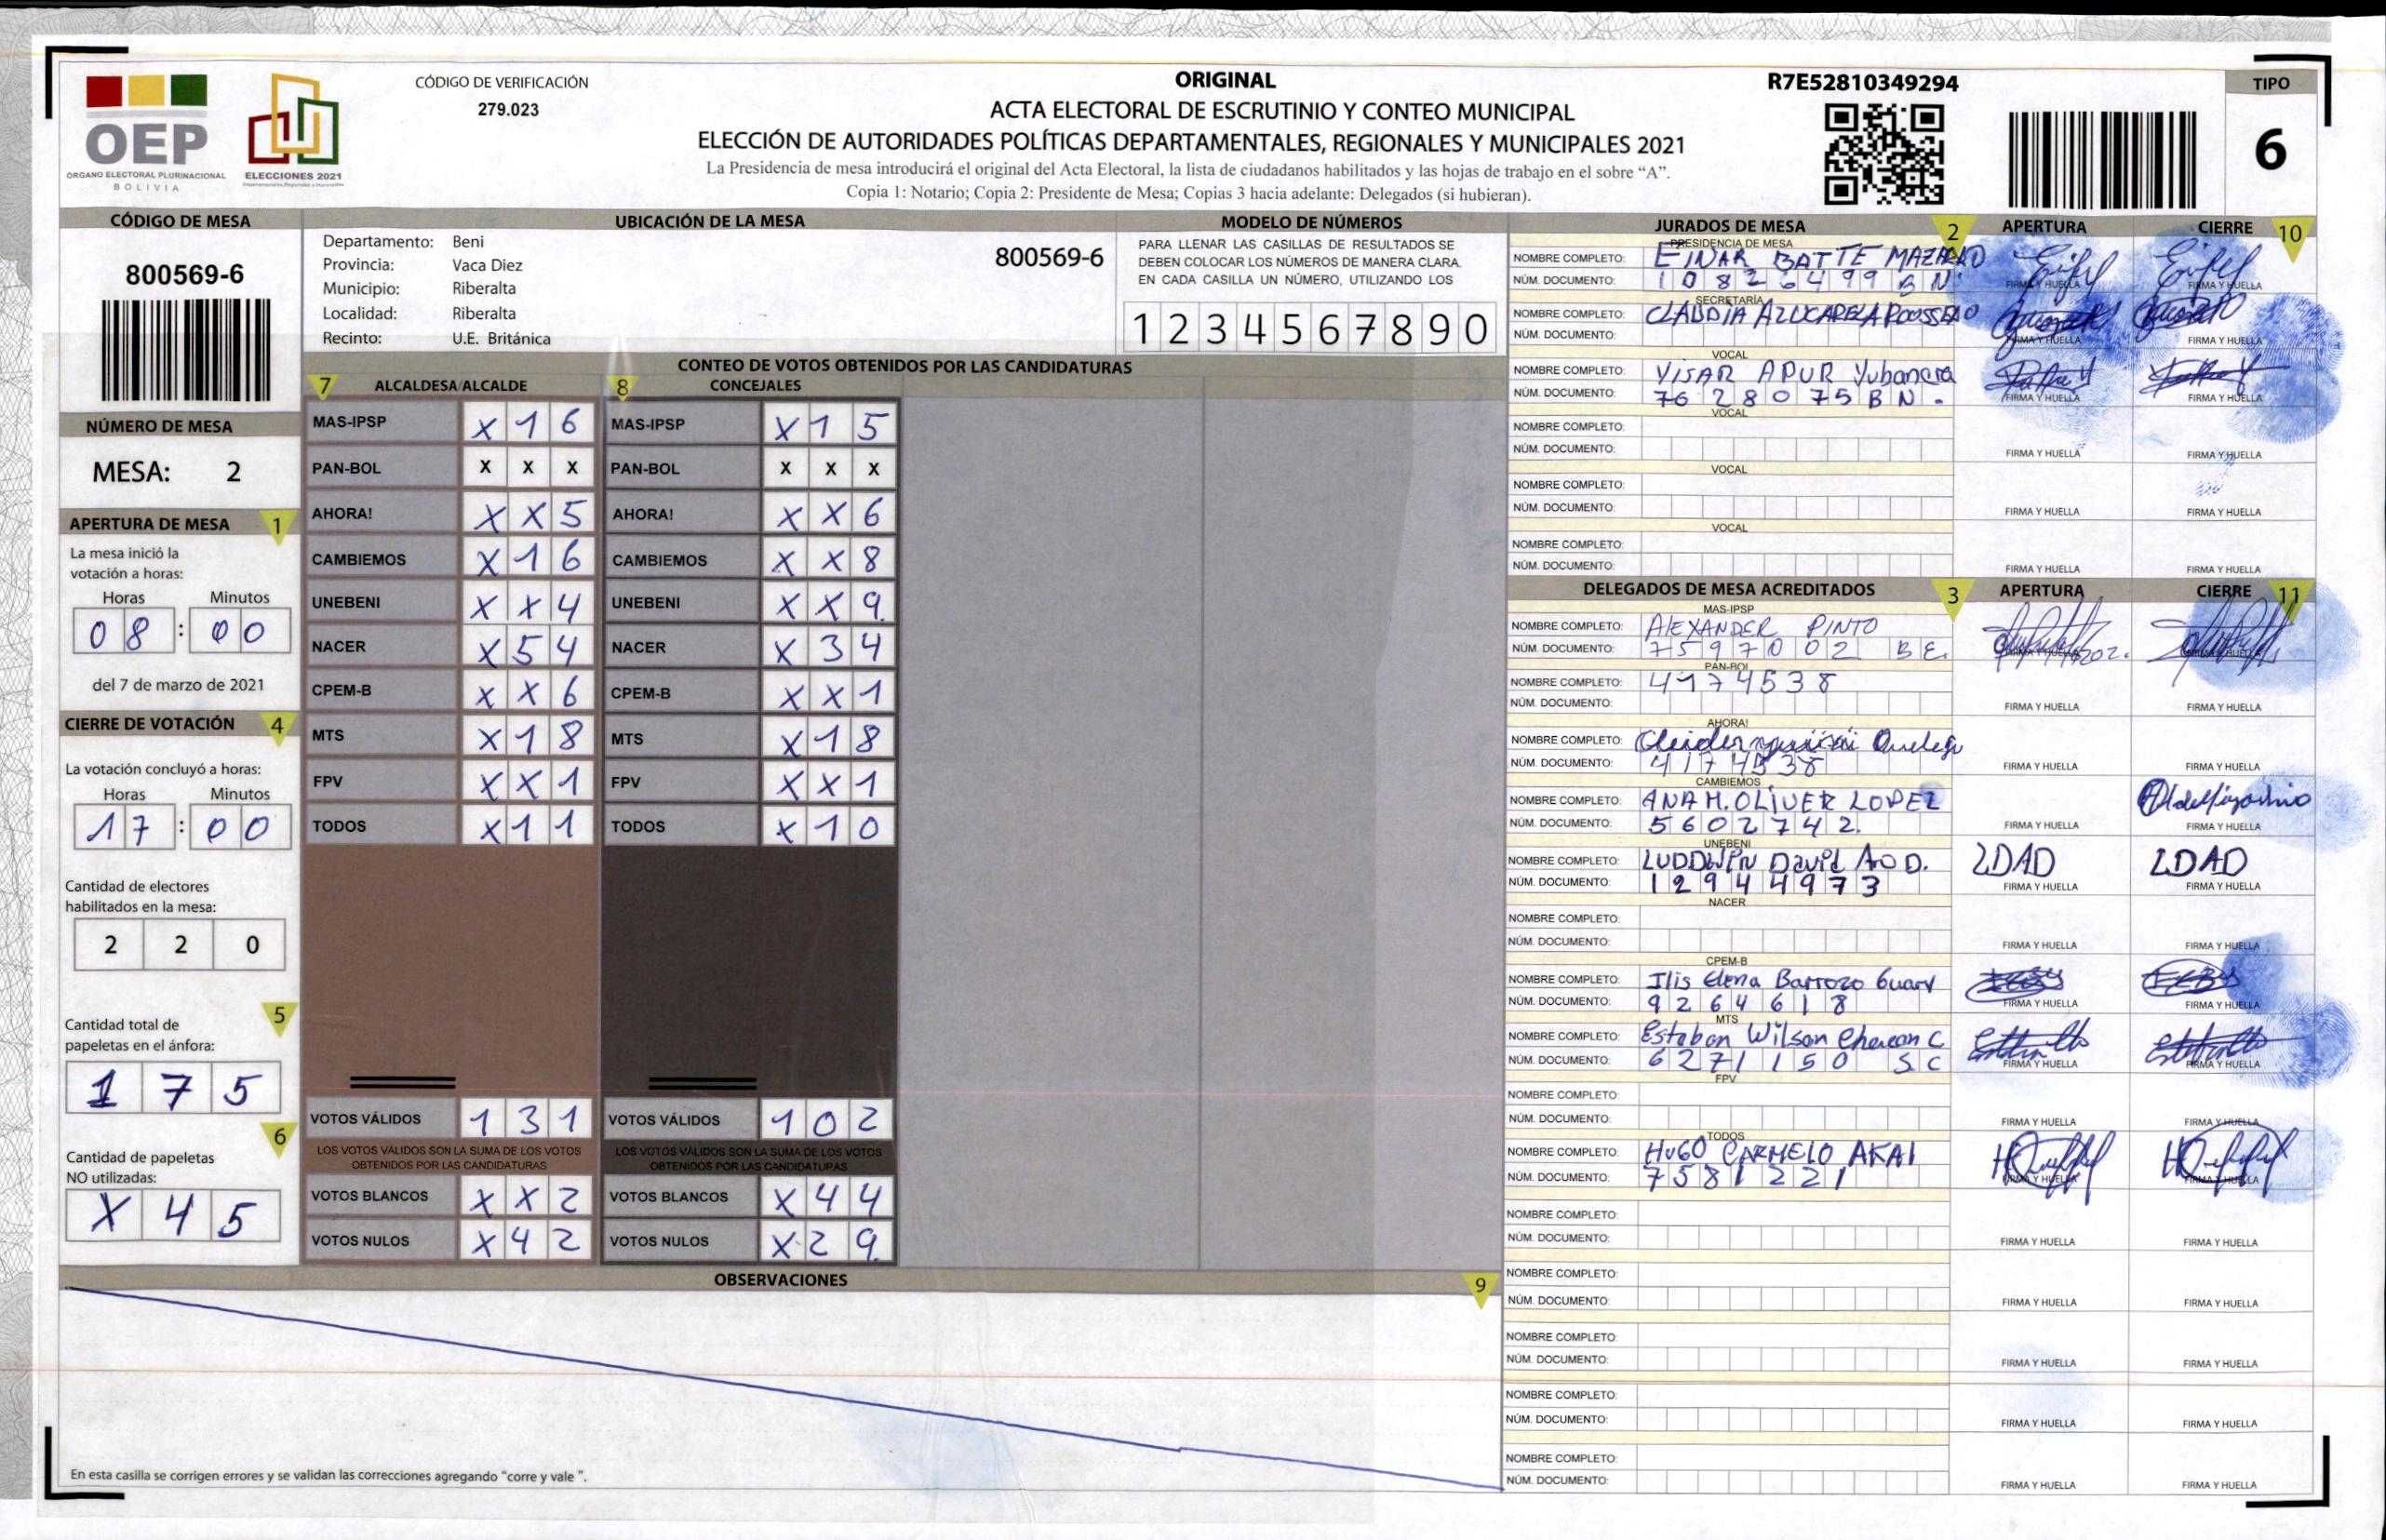 OEP
ÓRGANO ELECTORAL PLURINACIONAL
BOLIVIA
ELECCIONES 2021
CÓDIGO DE VERIFICACIÓN
279.023
ORIGINAL
ACTA ELECTORAL DE ESCRUTINIO Y CONTEO MUNICIPAL
ELECCIÓN DE AUTORIDADES POLÍTICAS DEPARTAMENTALES, REGIONALES Y MUNICIPALES 2021
La Presidencia de mesa introducirá el original del Acta Electoral, la lista de ciudadanos habilitados y las hojas de trabajo en el sobre “A”.
Copia 1: Notario; Copia 2: Presidente de Mesa; Copias 3 hacia adelante: Delegados (si hubieran).
R7E52810349294
TIPO
6
CÓDIGO DE MESA
800569-6
NÚMERO DE MESA
MESA: 2
APERTURA DE MESA 1
La mesa inició la
votación a horas:
Horas Minutos
08 : 00
del 7 de marzo de 2021
CIERRE DE VOTACIÓN 4
La votación concluyó a horas:
Horas Minutos
17 : 00
Cantidad de electores
habilitados en la mesa:
2 2 0
5
Cantidad total de
papeletas en el ánfora:
1 7 5
6
Cantidad de papeletas
NO utilizadas:
X 4 5
UBICACIÓN DE LA MESA
Departamento: Beni
Provincia: Vaca Diez
Municipio: Riberalta
Localidad: Riberalta
Recinto: U.E. Británica
800569-6
MODELO DE NÚMEROS
PARA LLENAR LAS CASILLAS DE RESULTADOS SE
DEBEN COLOCAR LOS NÚMEROS DE MANERA CLARA.
EN CADA CASILLA UN NÚMERO, UTILIZANDO LOS
1 2 3 4 5 6 7 8 9 0
CONTEO DE VOTOS OBTENIDOS POR LAS CANDIDATURAS
7 ALCALDESA/ALCALDE 8 CONCEJALES
MAS-IPSP X 1 6 MAS-IPSP X 1 5
PAN-BOL X X X PAN-BOL X X X
AHORA! X X 5 AHORA! X X 6
CAMBIEMOS X 1 6 CAMBIEMOS X X 8
UNEBENI X X 4 UNEBENI X X 9.
NACER X 5 4 NACER X 3 4
CPEM-B X X 6 CPEM-B X X 1
MTS X 1 8 MTS X 1 8
FPV X X 1 FPV X X 1
TODOS X 1 1 TODOS X 1 0
VOTOS VÁLIDOS 1 3 1 VOTOS VÁLIDOS 1 0 2
LOS VOTOS VÁLIDOS SON LA SUMA DE LOS VOTOS LOS VOTOS VÁLIDOS SON LA SUMA DE LOS VOTOS
OBTENIDOS POR LAS CANDIDATURAS OBTENIDOS POR LAS CANDIDATURAS
VOTOS BLANCOS X X 2 VOTOS BLANCOS X 4 4
VOTOS NULOS X 4 2 VOTOS NULOS X 2 9.
OBSERVACIONES 9
En esta casilla se corrigen errores y se validan las correcciones agregando “corre y vale ”.
JURADOS DE MESA 2 APERTURA CIERRE 10
PRESIDENCIA DE MESA
NOMBRE COMPLETO: EINAR BATTE
NÚM. DOCUMENTO: 10826499 BN.
FIRMA Y HUELLA FIRMA Y HUELLA
SECRETARÍA
NOMBRE COMPLETO: CLAUDIA
NÚM. DOCUMENTO:
FIRMA Y HUELLA FIRMA Y HUELLA
VOCAL
NOMBRE COMPLETO: VISAR APUR
NÚM. DOCUMENTO: 7628075 BN.
FIRMA Y HUELLA FIRMA Y HUELLA
VOCAL
NOMBRE COMPLETO:
NÚM. DOCUMENTO:
FIRMA Y HUELLA FIRMA Y HUELLA
VOCAL
NOMBRE COMPLETO:
NÚM. DOCUMENTO:
FIRMA Y HUELLA FIRMA Y HUELLA
VOCAL
NOMBRE COMPLETO:
NÚM. DOCUMENTO:
FIRMA Y HUELLA FIRMA Y HUELLA
DELEGADOS DE MESA ACREDITADOS 3 APERTURA CIERRE 11
MAS-IPSP
NOMBRE COMPLETO: ALEXANDER PINTO
NÚM. DOCUMENTO: 7597002 BE.
PAN-BOL
NOMBRE COMPLETO: 4174538
NÚM. DOCUMENTO:
FIRMA Y HUELLA FIRMA Y HUELLA
AHORA!
NOMBRE COMPLETO:
NÚM. DOCUMENTO: 4174538
FIRMA Y HUELLA FIRMA Y HUELLA
CAMBIEMOS
NOMBRE COMPLETO: ANA M. OLIVER LOPEZ
NÚM. DOCUMENTO: 5602742.
FIRMA Y HUELLA FIRMA Y HUELLA
UNEBENI
NOMBRE COMPLETO: LUDDWIN David D. LDAD LDAD
NÚM. DOCUMENTO: 12944973
FIRMA Y HUELLA FIRMA Y HUELLA
NACER
NOMBRE COMPLETO:
NÚM. DOCUMENTO:
FIRMA Y HUELLA FIRMA Y HUELLA
CPEM-B
NOMBRE COMPLETO: Ilis Elena Barrozo Guary
NÚM. DOCUMENTO: 9264618
FIRMA Y HUELLA FIRMA Y HUELLA
MTS
NOMBRE COMPLETO: Esteban Wilson C
NÚM. DOCUMENTO: 6271150 SC
FIRMA Y HUELLA FIRMA Y HUELLA
FPV
NOMBRE COMPLETO:
NÚM. DOCUMENTO:
FIRMA Y HUELLA FIRMA Y HUELLA
TODOS
NOMBRE COMPLETO: HUGO CARMELO AKAI
NÚM. DOCUMENTO: 7581221
FIRMA Y HUELLA FIRMA Y HUELLA
NOMBRE COMPLETO:
NÚM. DOCUMENTO:
FIRMA Y HUELLA FIRMA Y HUELLA
NOMBRE COMPLETO:
NÚM. DOCUMENTO:
FIRMA Y HUELLA FIRMA Y HUELLA
NOMBRE COMPLETO:
NÚM. DOCUMENTO:
FIRMA Y HUELLA FIRMA Y HUELLA
NOMBRE COMPLETO:
NÚM. DOCUMENTO:
FIRMA Y HUELLA FIRMA Y HUELLA
NOMBRE COMPLETO:
NÚM. DOCUMENTO:
FIRMA Y HUELLA FIRMA Y HUELLA